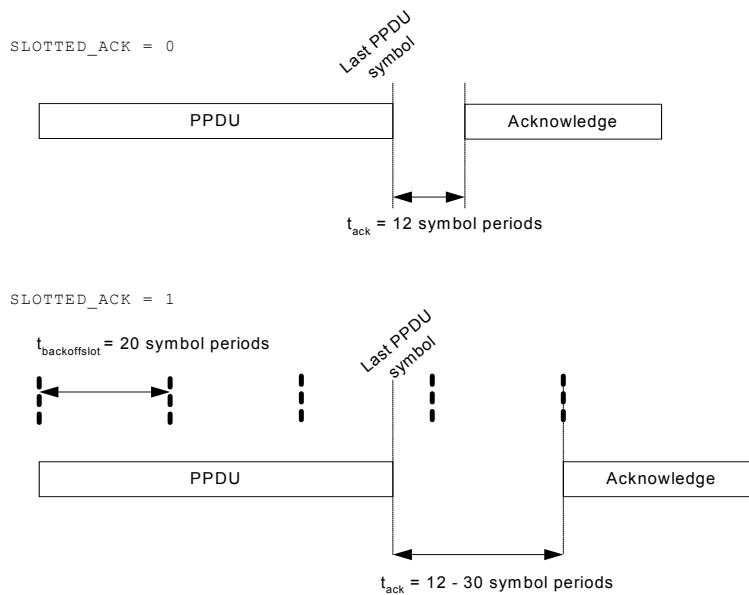 SLOTTED_ACK = 0
Last PPDU
symbol
PPDU
Acknowledge
tack = 12 symbol periods
SLOTTED_ACK = 1
tbackoffslot = 20 symbol periods
Last PPDU
symbol
PPDU
Acknowledge
tack = 12 - 30 symbol periods